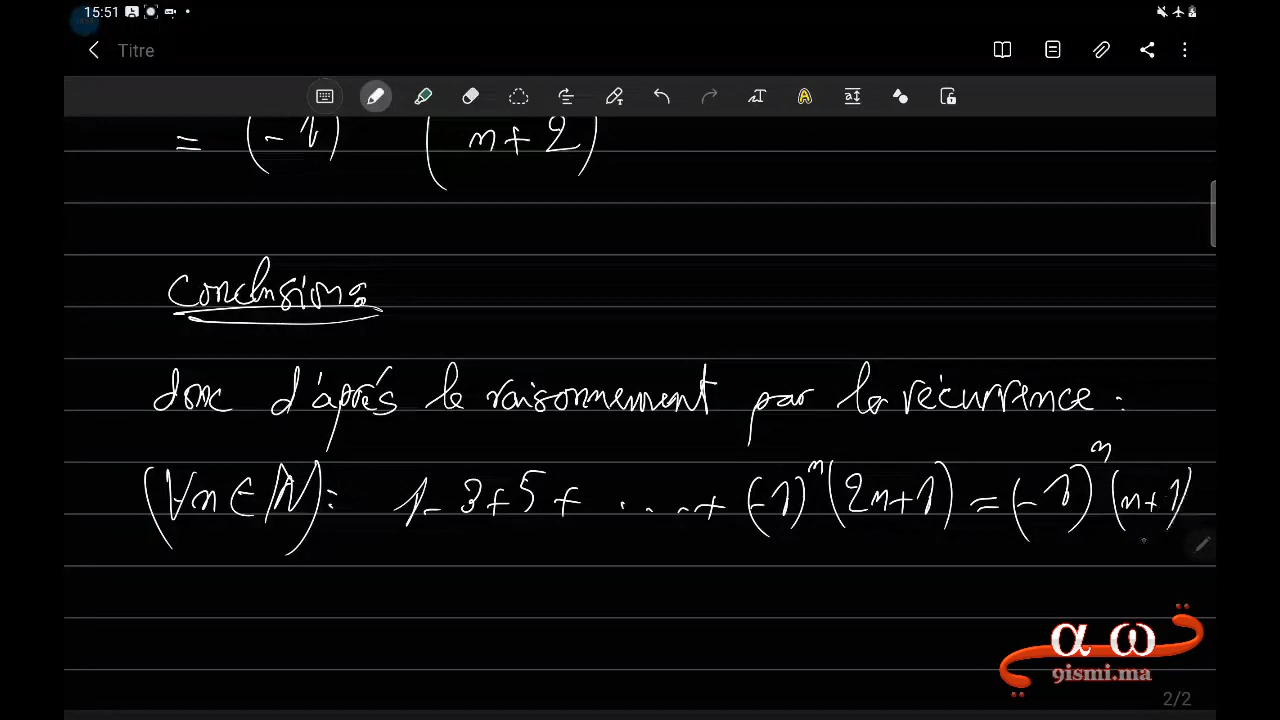 15:51
Titre
= (-1) (n+2)
Conclusion:
donc d'après le raisonnement par la récurrence :
(∀n∈ℕ): 1-3+5+.....+(-1)ⁿ(2n+1)=(-1)ⁿ(n+1)
α ω
9ismi.ma
2/2